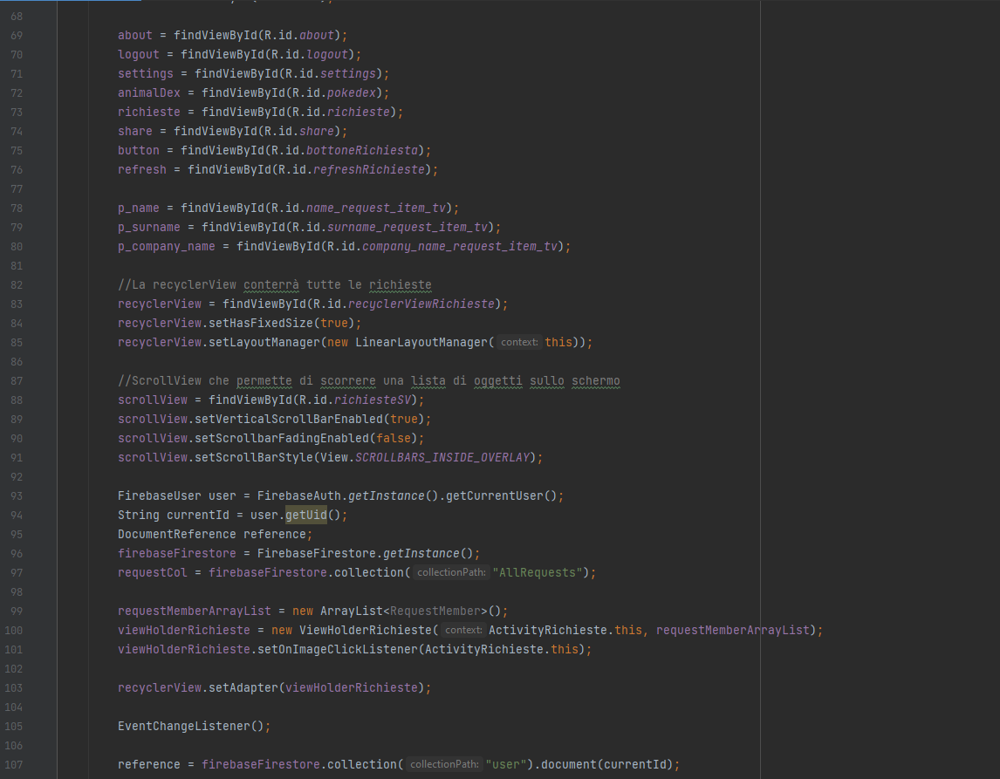 68
69 about = findViewById(R.id.about);
70 logout = findViewById(R.id.logout);
71 settings = findViewById(R.id.settings);
72 animalDex = findViewById(R.id.pokedex);
73 richieste = findViewById(R.id.richieste);
74 share = findViewById(R.id.share);
75 button = findViewById(R.id.bottoneRichiesta);
76 refresh = findViewById(R.id.refreshRichieste);
77
78 p_name = findViewById(R.id.name_request_item_tv);
79 p_surname = findViewById(R.id.surname_request_item_tv);
80 p_company_name = findViewById(R.id.company_name_request_item_tv);
81
82 //La recyclerView conterrà tutte le richieste
83 recyclerView = findViewById(R.id.recyclerViewRichieste);
84 recyclerView.setHasFixedSize(true);
85 recyclerView.setLayoutManager(new LinearLayoutManager( context: this));
86
87 //ScrollView che permette di scorrere una lista di oggetti sullo schermo
88 scrollView = findViewById(R.id.richiesteSV);
89 scrollView.setVerticalScrollBarEnabled(true);
90 scrollView.setScrollbarFadingEnabled(false);
91 scrollView.setScrollBarStyle(View.SCROLLBARS_INSIDE_OVERLAY);
92
93 FirebaseUser user = FirebaseAuth.getInstance().getCurrentUser();
94 String currentId = user.getUid();
95 DocumentReference reference;
96 firebaseFirestore = FirebaseFirestore.getInstance();
97 requestCol = firebaseFirestore.collection( collectionPath: "AllRequests");
98
99 requestMemberArrayList = new ArrayList<RequestMember>();
100 viewHolderRichieste = new ViewHolderRichieste( context: ActivityRichieste.this, requestMemberArrayList);
101 viewHolderRichieste.setOnImageClickListener(ActivityRichieste.this);
102
103 recyclerView.setAdapter(viewHolderRichieste);
104
105 EventChangeListener();
106
107 reference = firebaseFirestore.collection( collectionPath: "user").document(currentId);